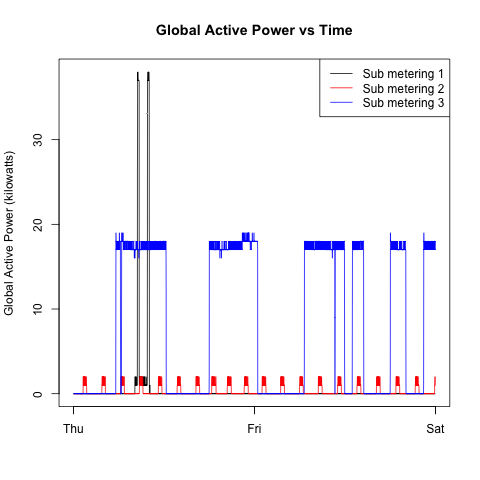 Global Active Power vs Time
Sub metering 1
Sub metering 2
Sub metering 3
Global Active Power (kilowatts)
30
20
10
0
Thu
Fri
Sat